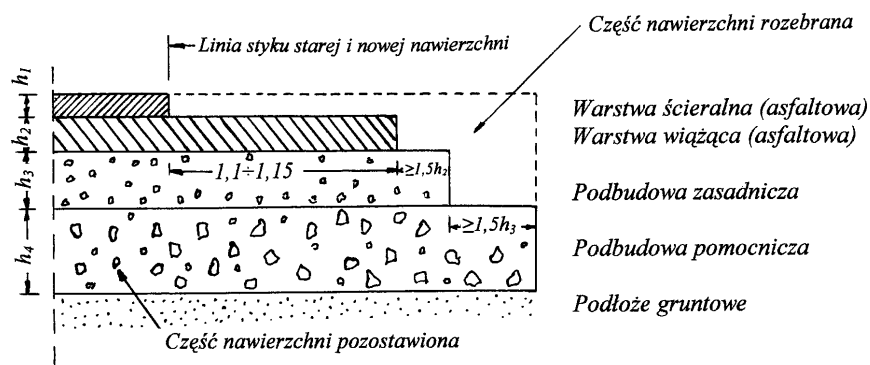 Część nawierzchni rozebrana
Linia styku starej i nowej nawierzchni
h1
Warstwa ścieralna (asfaltowa)
h2
Warstwa wiążąca (asfaltowa)
h3
1,1÷1,15
≥1,5h2
Podbudowa zasadnicza
≥1,5h3
h4
Podbudowa pomocnicza
Podłoże gruntowe
Część nawierzchni pozostawiona